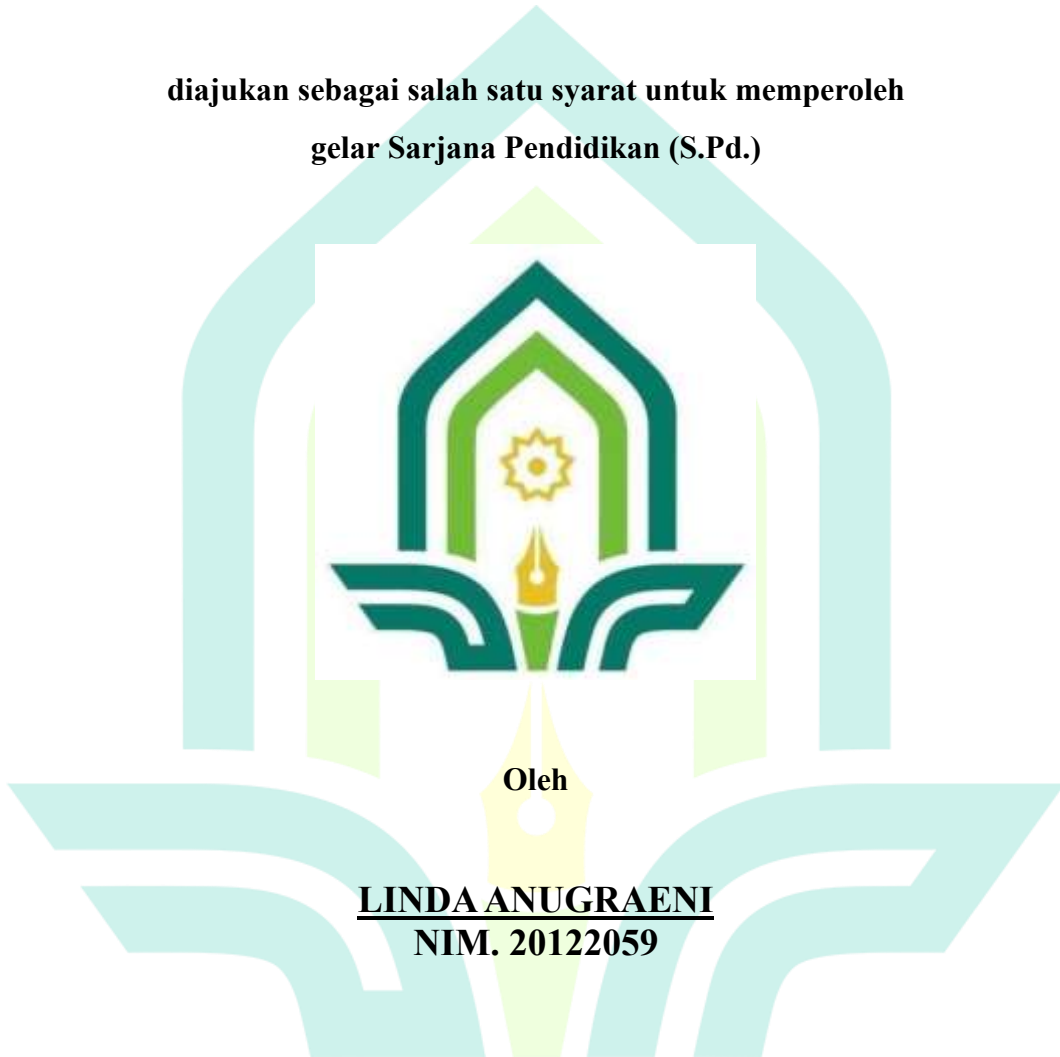 diajukan sebagai salah satu syarat untuk memperoleh
gelar Sarjana Pendidikan (S.Pd.)
Oleh
LINDA ANUGRAENI
NIM. 20122059